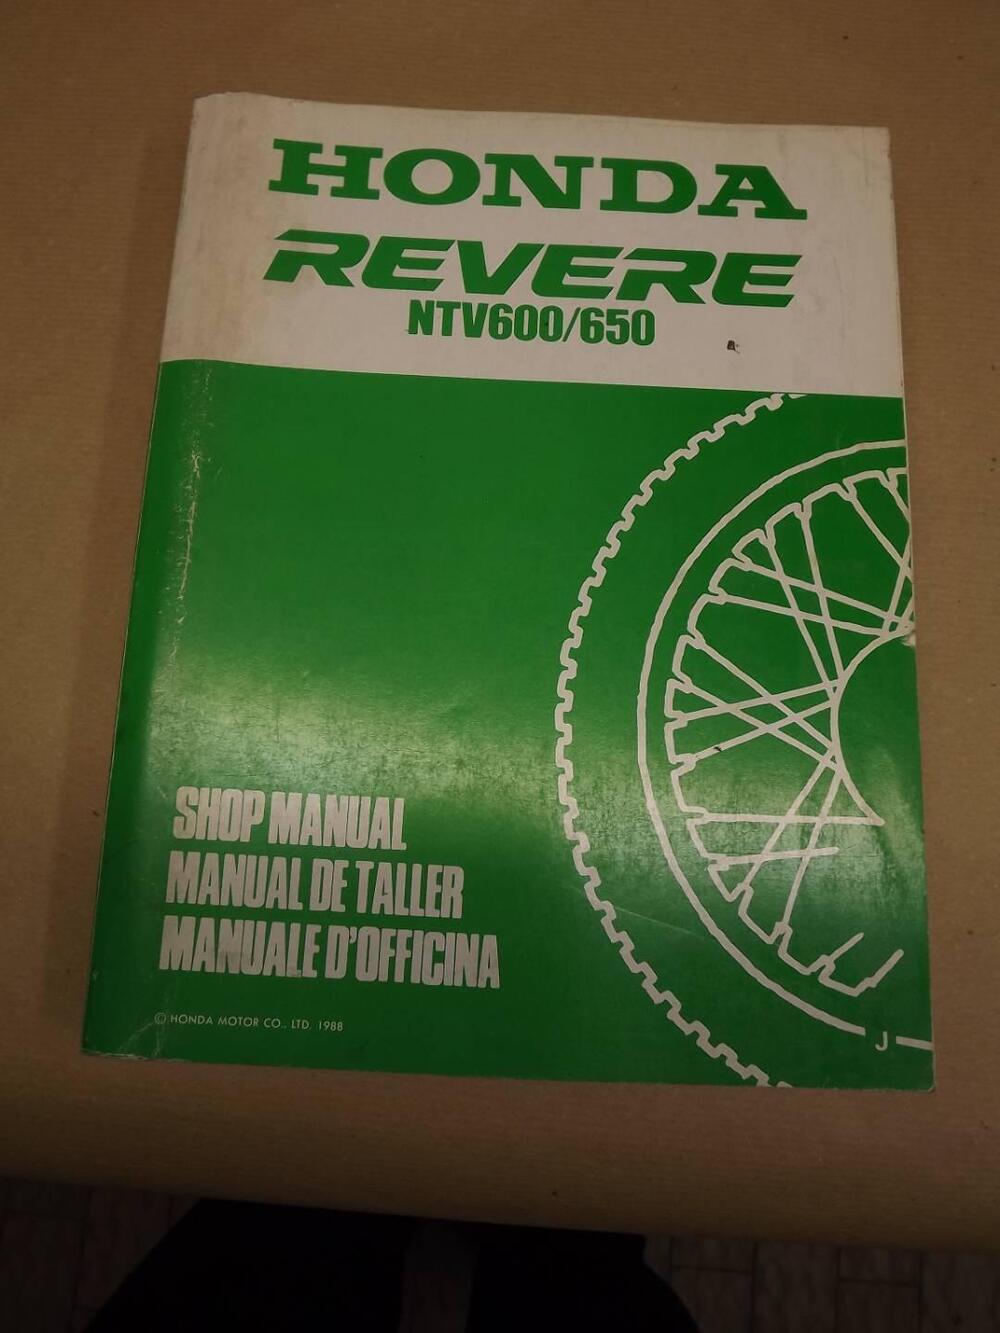 HONDA
REVERE
NTV600/650
SHOP MANUAL
MANUAL DE TALLER
MANUALE D'OFFICINA
© HONDA MOTOR CO., LTD. 1988
J